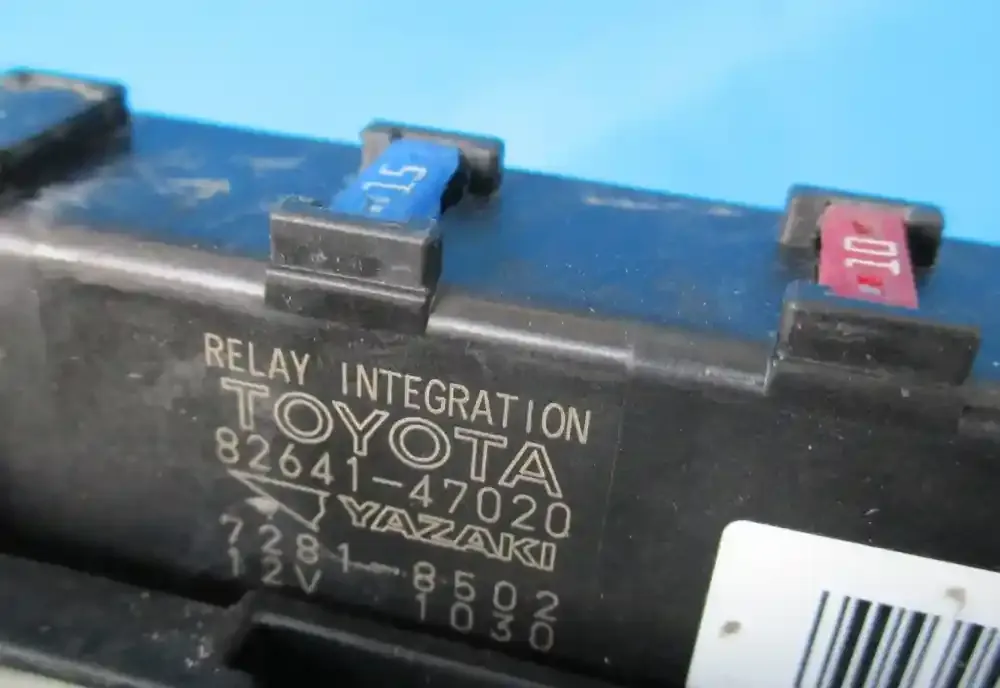 15
10
RELAY INTEGRATION
TOYOTA
82641-47020
YAZAKI
7281-8502
12V 1030